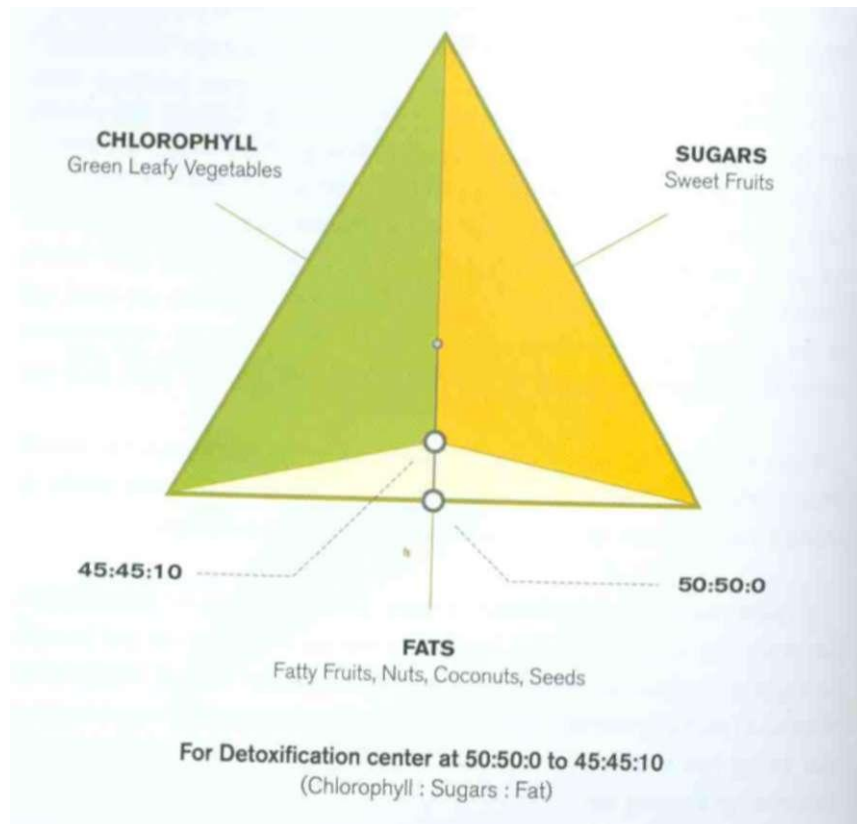 CHLOROPHYLL
Green Leafy Vegetables
SUGARS
Sweet Fruits
45:45:10
50:50:0
FATS
Fatty Fruits, Nuts, Coconuts, Seeds
For Detoxification center at 50:50:0 to 45:45:10
(Chlorophyll : Sugars : Fat)